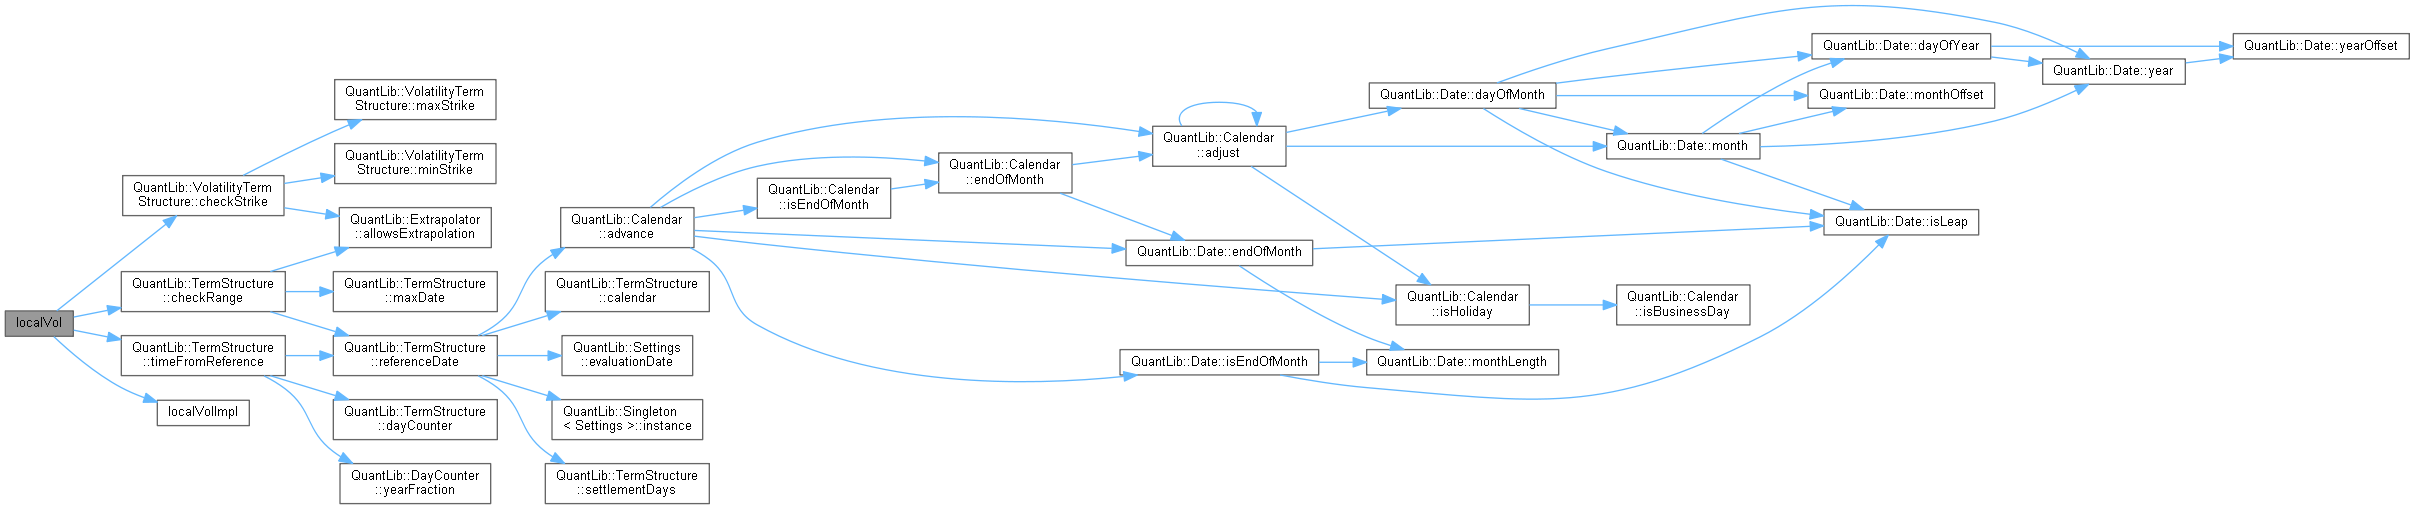 localVol
QuantLib::VolatilityTerm
Structure::checkStrike
QuantLib::TermStructure
::checkRange
QuantLib::TermStructure
::timeFromReference
localVolImpl
QuantLib::VolatilityTerm
Structure::maxStrike
QuantLib::VolatilityTerm
Structure::minStrike
QuantLib::Extrapolator
::allowsExtrapolation
QuantLib::TermStructure
::maxDate
QuantLib::TermStructure
::referenceDate
QuantLib::TermStructure
::dayCounter
QuantLib::DayCounter
::yearFraction
QuantLib::Calendar
::advance
QuantLib::TermStructure
::calendar
QuantLib::Settings
::evaluationDate
QuantLib::Singleton
< Settings >::instance
QuantLib::TermStructure
::settlementDays
QuantLib::Calendar
::isEndOfMonth
QuantLib::Calendar
::endOfMonth
QuantLib::Calendar
::adjust
QuantLib::Date::endOfMonth
QuantLib::Date::isEndOfMonth
QuantLib::Date::dayOfMonth
QuantLib::Calendar
::isHoliday
QuantLib::Date::monthLength
QuantLib::Date::month
QuantLib::Calendar
::isBusinessDay
QuantLib::Date::dayOfYear
QuantLib::Date::monthOffset
QuantLib::Date::isLeap
QuantLib::Date::year
QuantLib::Date::yearOffset